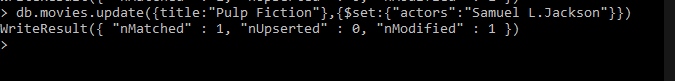 > db.movies.update({title:"Pulp Fiction"},{$set:{"actors":"Samuel L.Jackson"}})
WriteResult({ "nMatched" : 1, "nUpserted" : 0, "nModified" : 1 })
>